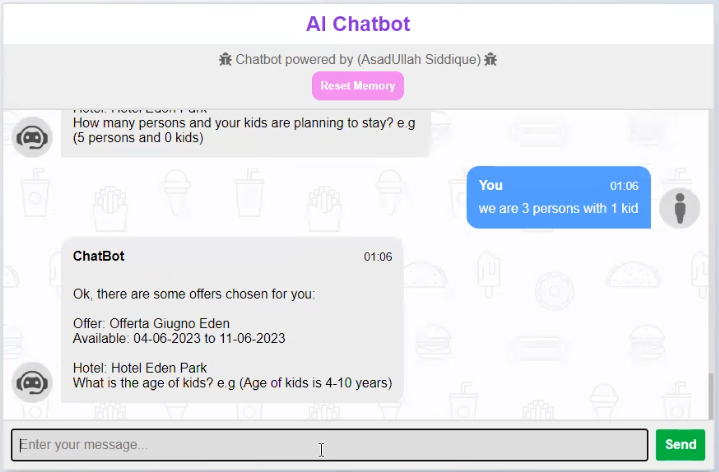 AI Chatbot
Chatbot powered by (AsadUllah Siddique)
Reset Memory
Hotel: Hotel Eden Park
How many persons and your kids are planning to stay? e.g
(5 persons and 0 kids)
You 01:06
we are 3 persons with 1 kid
ChatBot 01:06
Ok, there are some offers chosen for you:
Offer: Offerta Giugno Eden
Available: 04-06-2023 to 11-06-2023
Hotel: Hotel Eden Park
What is the age of kids? e.g (Age of kids is 4-10 years)
Enter your message...
Send